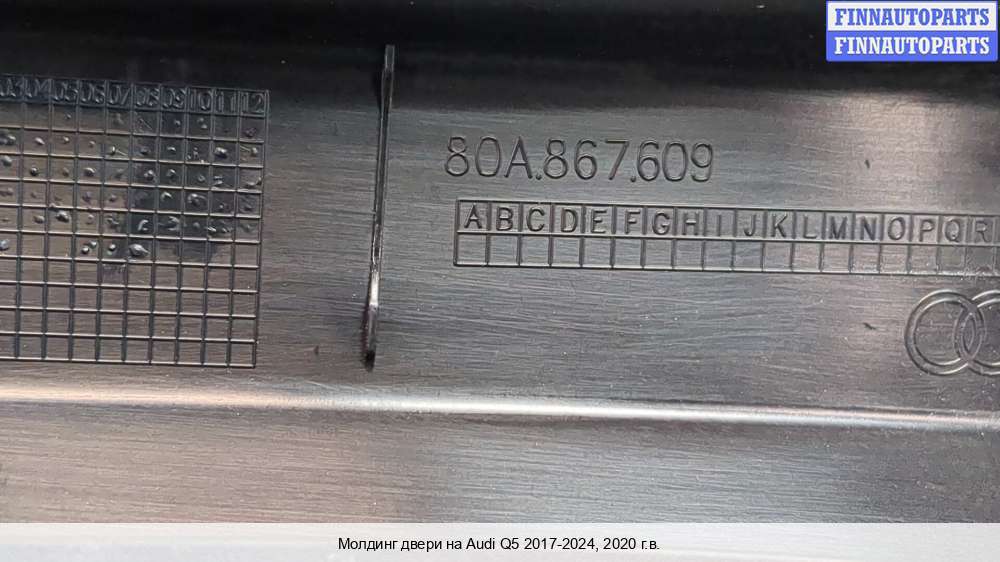 FINNAUTOPARTS
FINNAUTOPARTS
03 04 05 06 07 08 09 10 11 12
80A.867.609
A B C D E F G H I J K L M N O P Q R
Молдинг двери на Audi Q5 2017-2024, 2020 г.в.